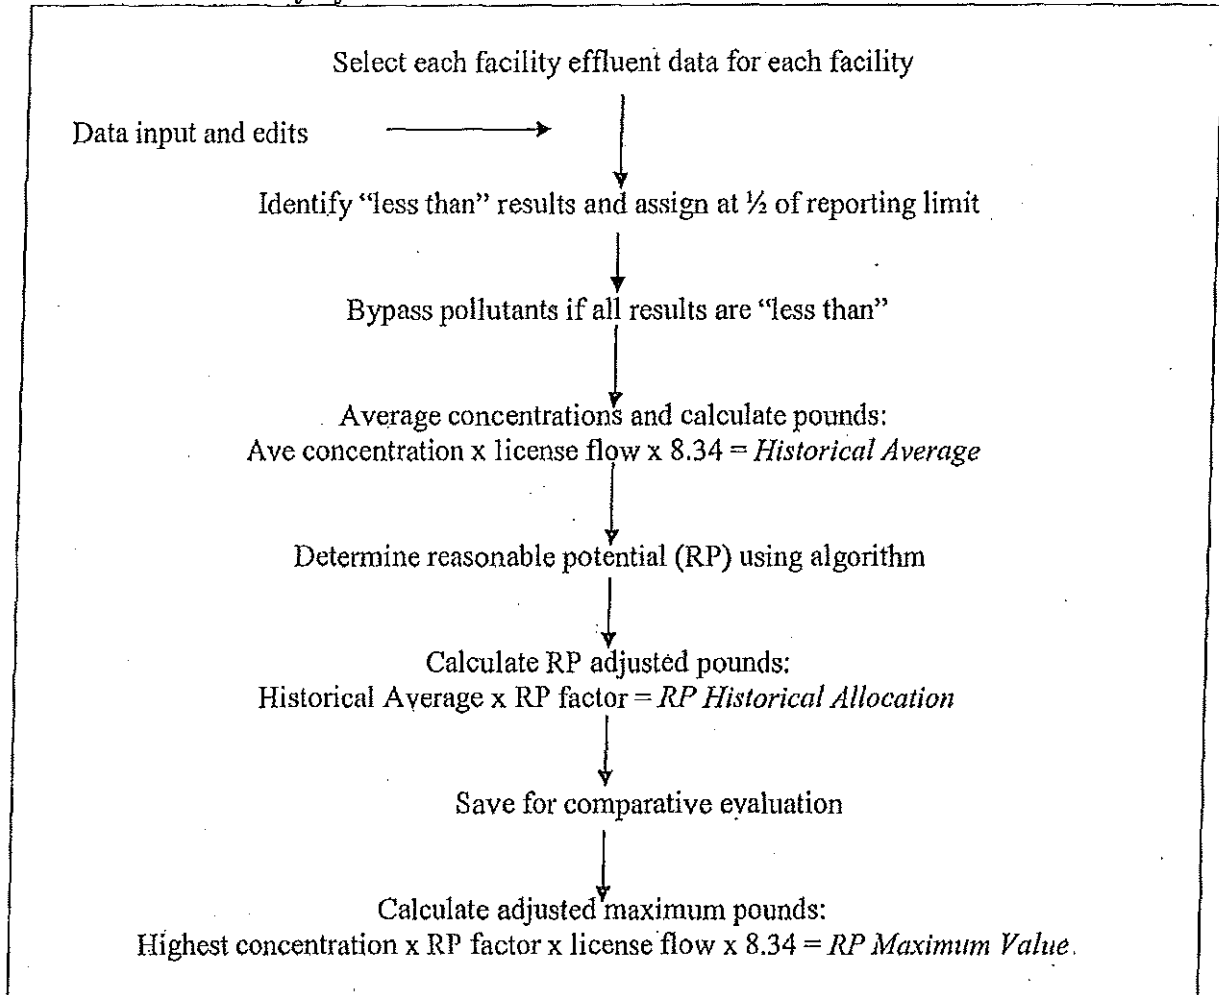 Select each facility effluent data for each facility
Data input and edits
Identify “less than” results and assign at ½ of reporting limit
Bypass pollutants if all results are “less than”
Average concentrations and calculate pounds:
Ave concentration x license flow x 8.34 = Historical Average
Determine reasonable potential (RP) using algorithm
Calculate RP adjusted pounds:
Historical Average x RP factor = RP Historical Allocation
Save for comparative evaluation
Calculate adjusted maximum pounds:
Highest concentration x RP factor x license flow x 8.34 = RP Maximum Value.